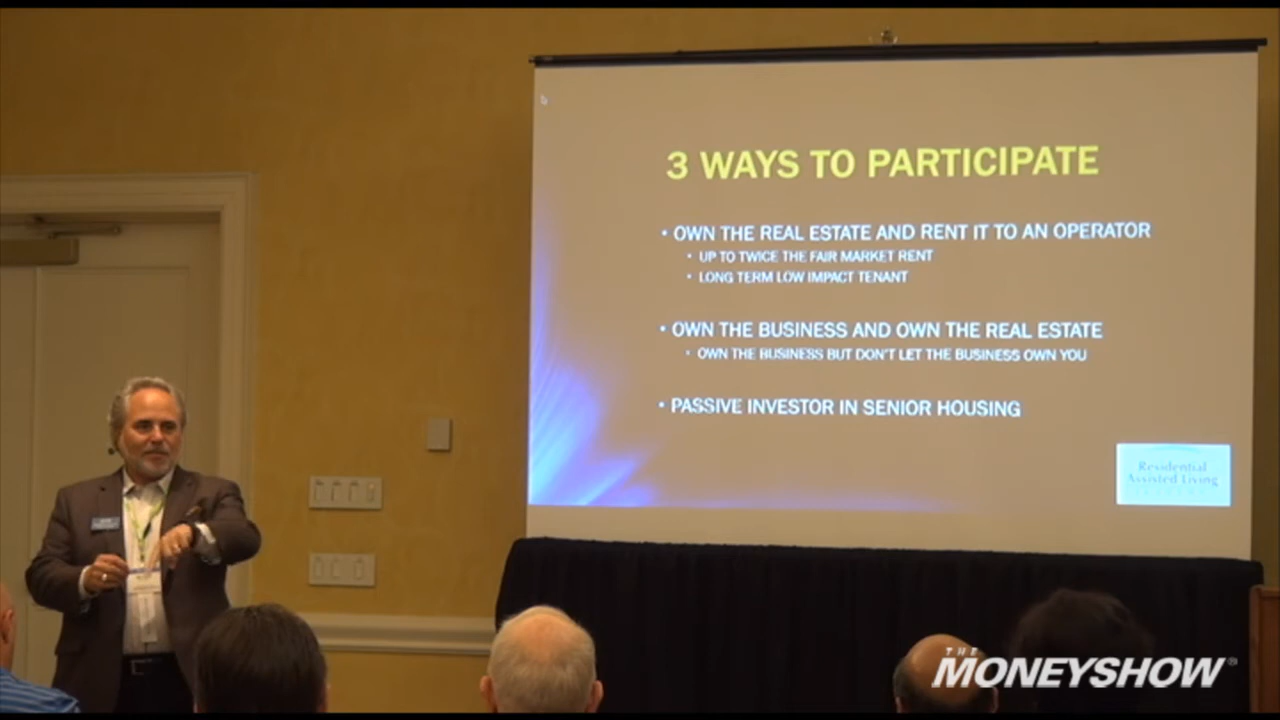 3 WAYS TO PARTICIPATE
• OWN THE REAL ESTATE AND RENT IT TO AN OPERATOR
• UP TO TWICE THE FAIR MARKET RENT
• LONG TERM LOW IMPACT TENANT
• OWN THE BUSINESS AND OWN THE REAL ESTATE
• OWN THE BUSINESS BUT DON'T LET THE BUSINESS OWN YOU
• PASSIVE INVESTOR IN SENIOR HOUSING
Residential
Assisted Living
THE
MONEYSHOW®